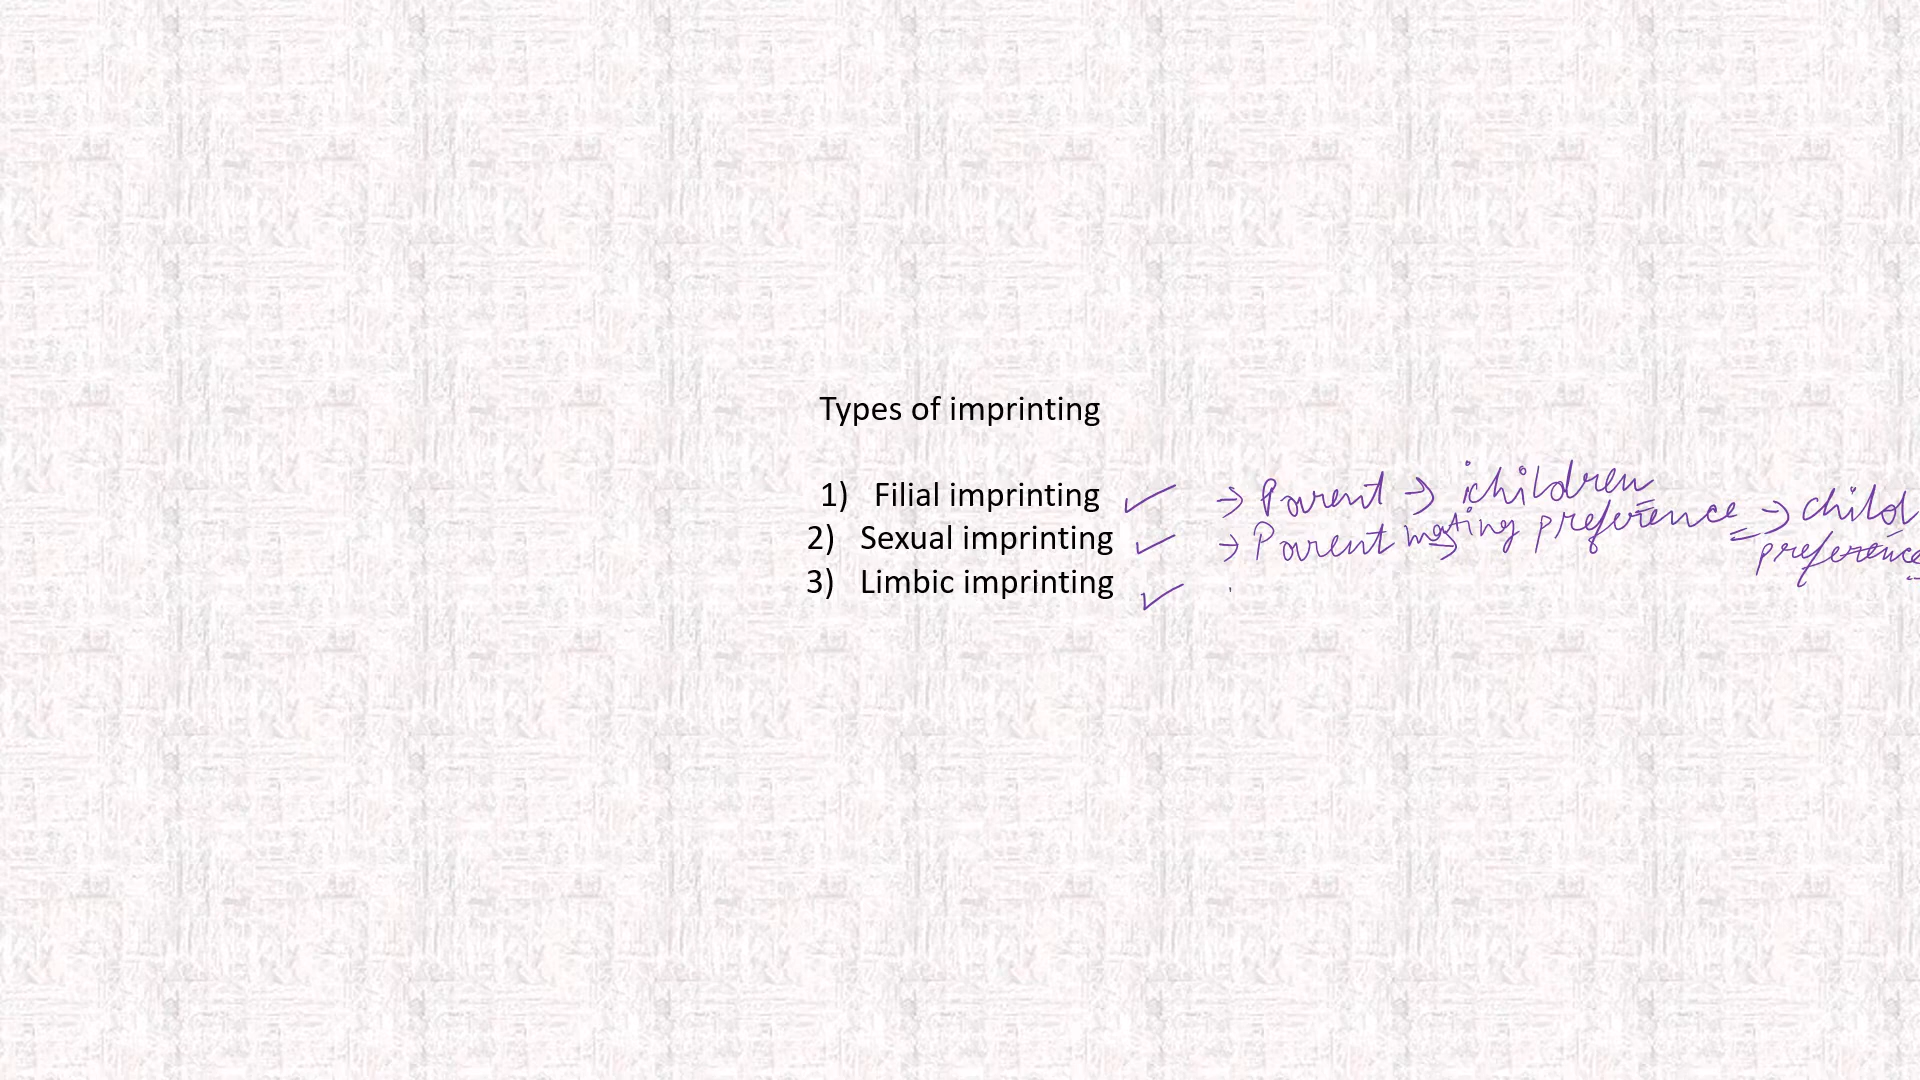 Types of imprinting
1) Filial imprinting ✓ → Parent → children
2) Sexual imprinting ✓ → Parent mating preference → child preference
3) Limbic imprinting ✓